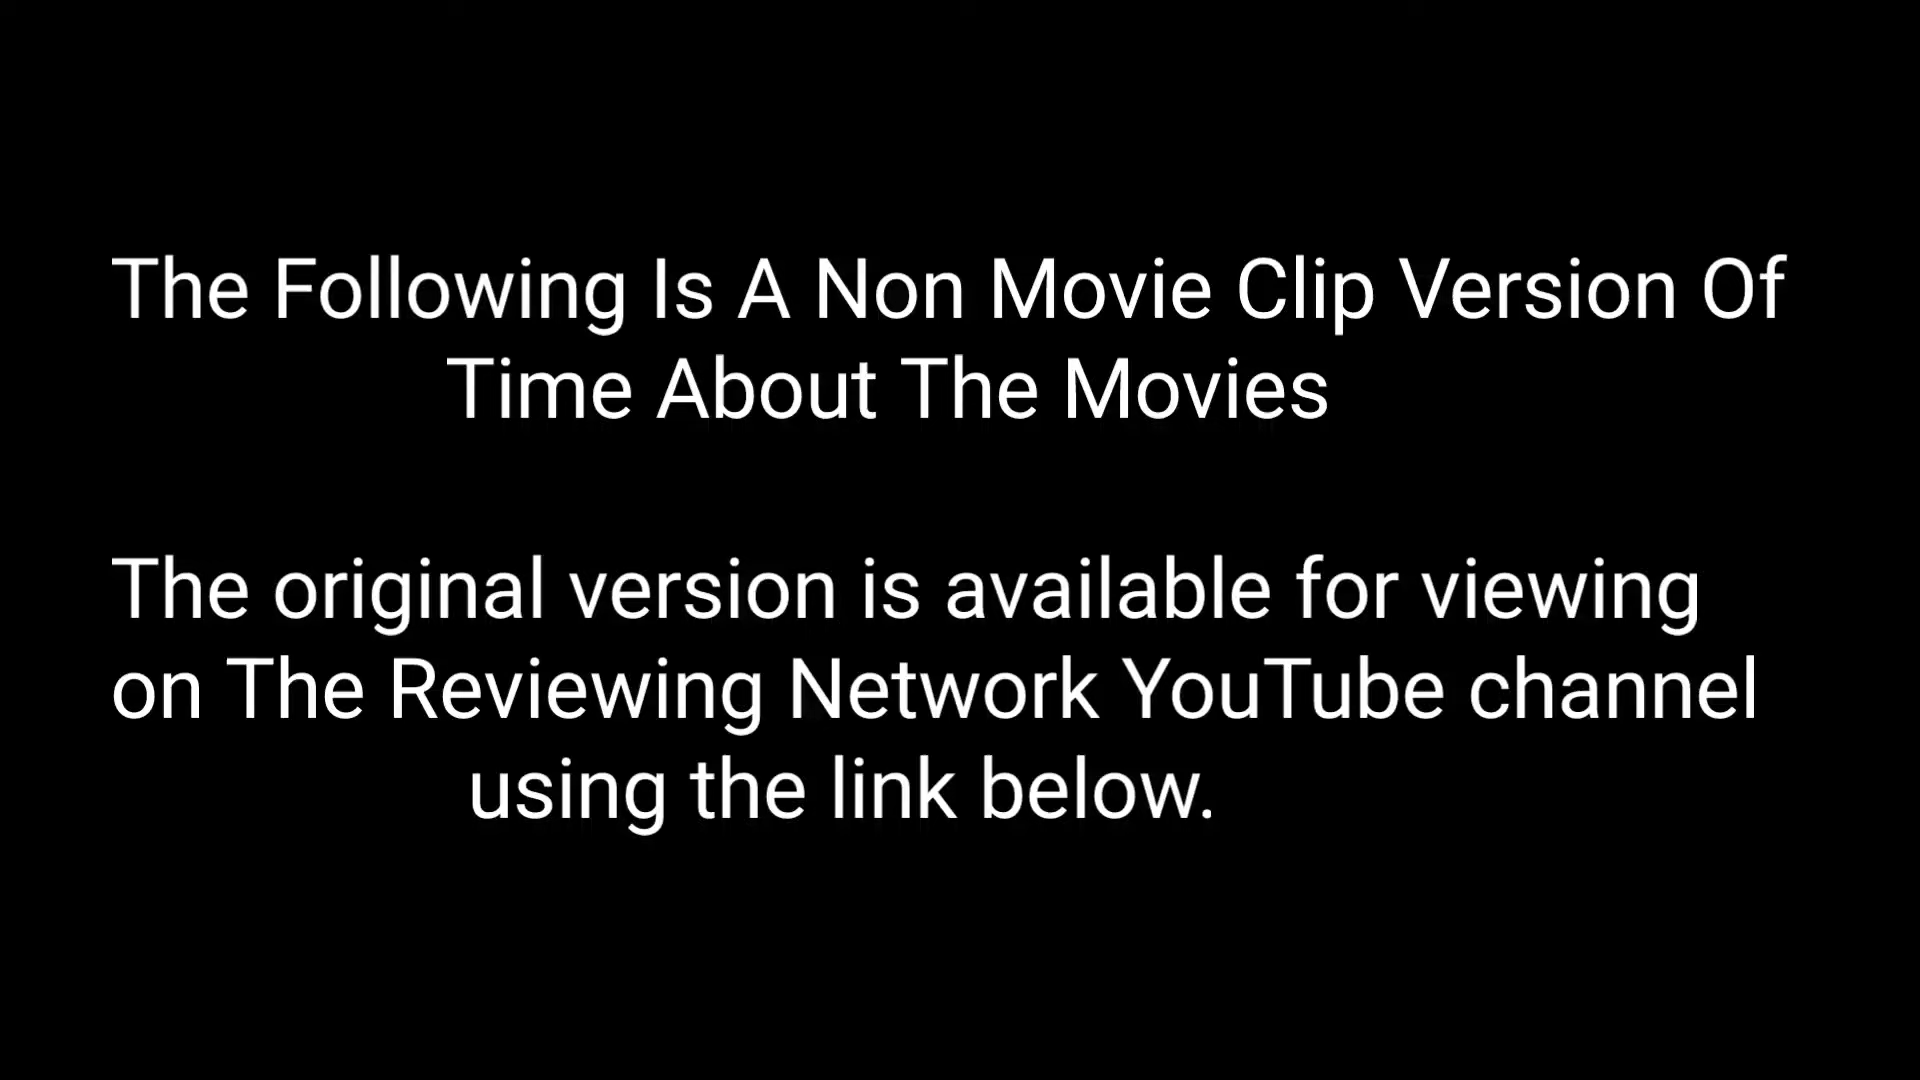 The Following Is A Non Movie Clip Version Of
Time About The Movies
The original version is available for viewing
on The Reviewing Network YouTube channel
using the link below.